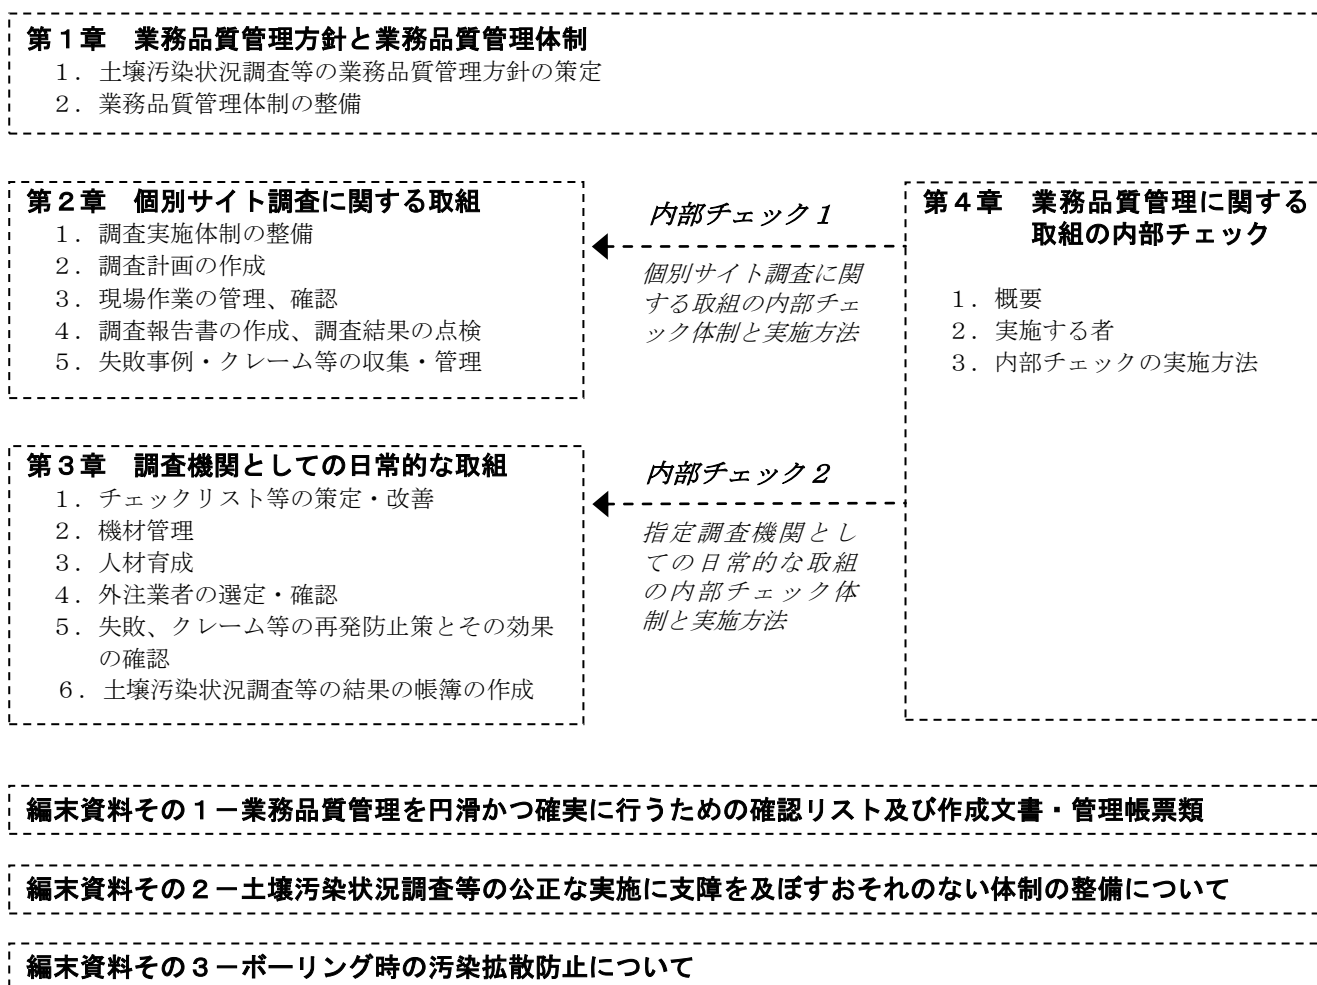 第１章　業務品質管理方針と業務品質管理体制
１．土壌汚染状況調査等の業務品質管理方針の策定
２．業務品質管理体制の整備
第２章　個別サイト調査に関する取組
１．調査実施体制の整備
２．調査計画の作成
３．現場作業の管理、確認
４．調査報告書の作成、調査結果の点検
５．失敗事例・クレーム等の収集・管理
内部チェック１
個別サイト調査に関
する取組の内部チェ
ック体制と実施方法
第４章　業務品質管理に関する
取組の内部チェック
１．概要
２．実施する者
３．内部チェックの実施方法
第３章　調査機関としての日常的な取組
１．チェックリスト等の策定・改善
２．機材管理
３．人材育成
４．外注業者の選定・確認
５．失敗、クレーム等の再発防止策とその効果
の確認
６．土壌汚染状況調査等の結果の帳簿の作成
内部チェック２
指定調査機関とし
ての日常的な取組
の内部チェック体
制と実施方法
編末資料その１－業務品質管理を円滑かつ確実に行うための確認リスト及び作成文書・管理帳票類
編末資料その２－土壌汚染状況調査等の公正な実施に支障を及ぼすおそれのない体制の整備について
編末資料その３－ボーリング時の汚染拡散防止について